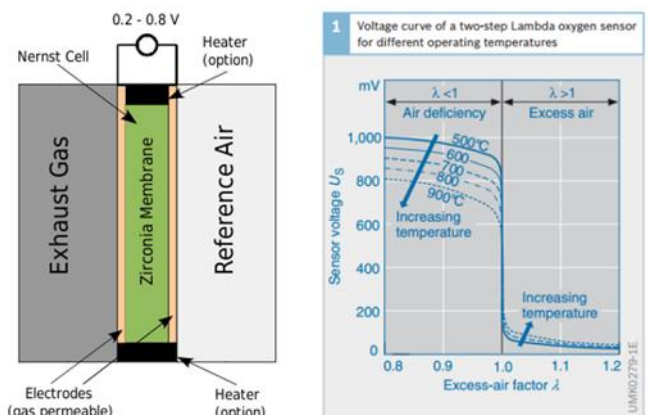 0.2 - 0.8 V
Nernst Cell
Heater
(option)
Exhaust Gas
Zirconia Membrane
Reference Air
Electrodes
(gas permeable)
Heater
(option)
1 Voltage curve of a two-step Lambda oxygen sensor
for different operating temperatures
mV
λ <1
Air deficiency
λ >1
Excess air
1,000
800
600
400
200
0
Sensor voltage Us
500°C
600
700
800
900°C
Increasing
temperature
Increasing
temperature
0.8 0.9 1.0 1.1 1.2
Excess-air factor λ
UMK0279-1E